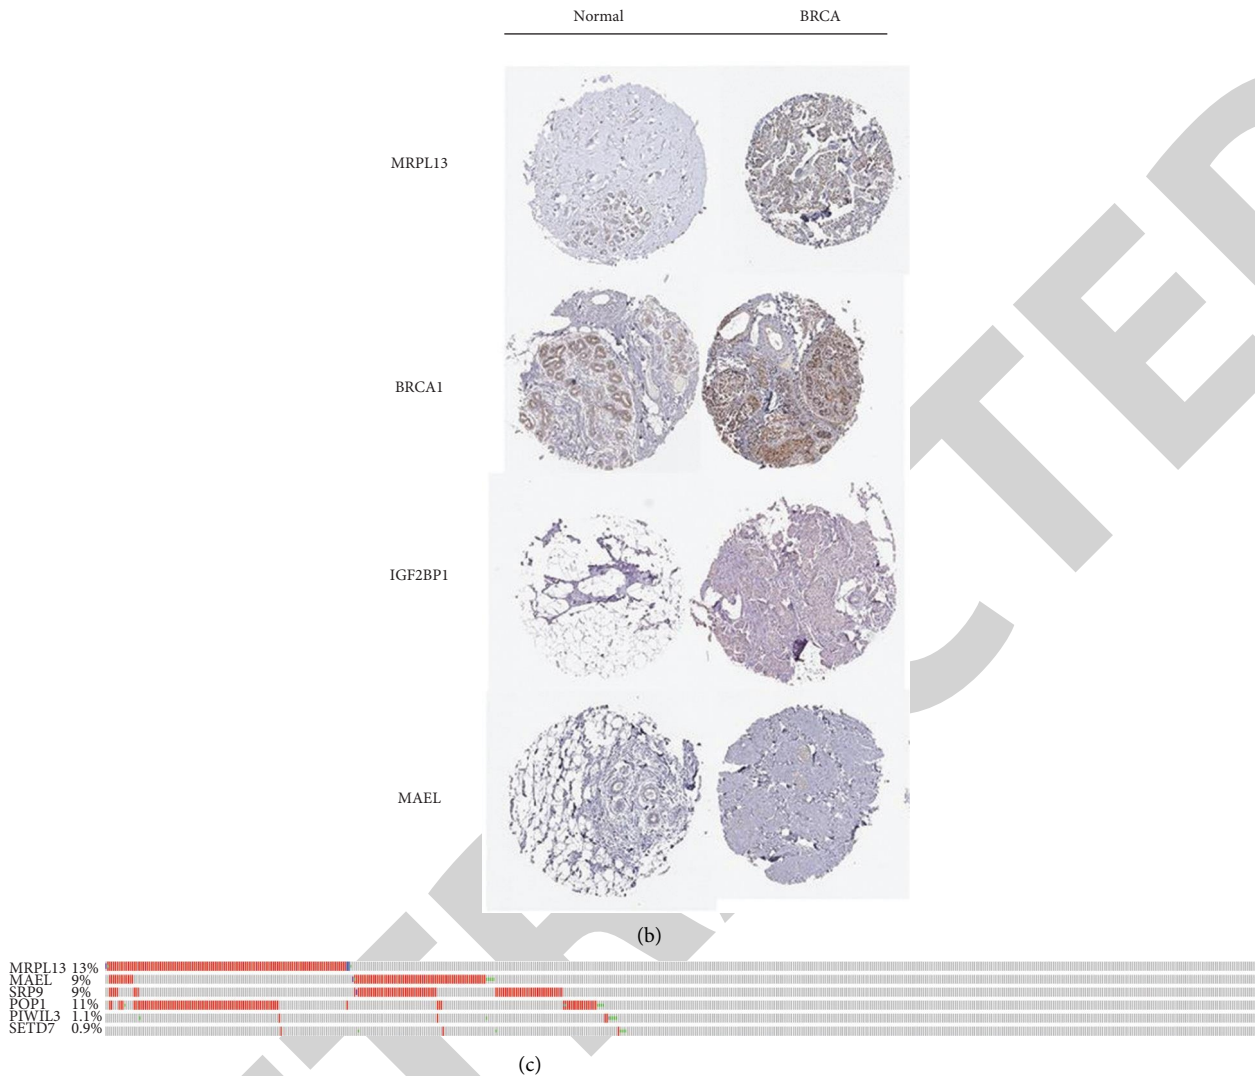 Normal BRCA
MRPL13
BRCA1
IGF2BP1
MAEL
(b)
MRPL13 13%
MAEL 9%
SRP9 9%
POP1 11%
PIWIL3 1.1%
SETD7 0.9%
(c)